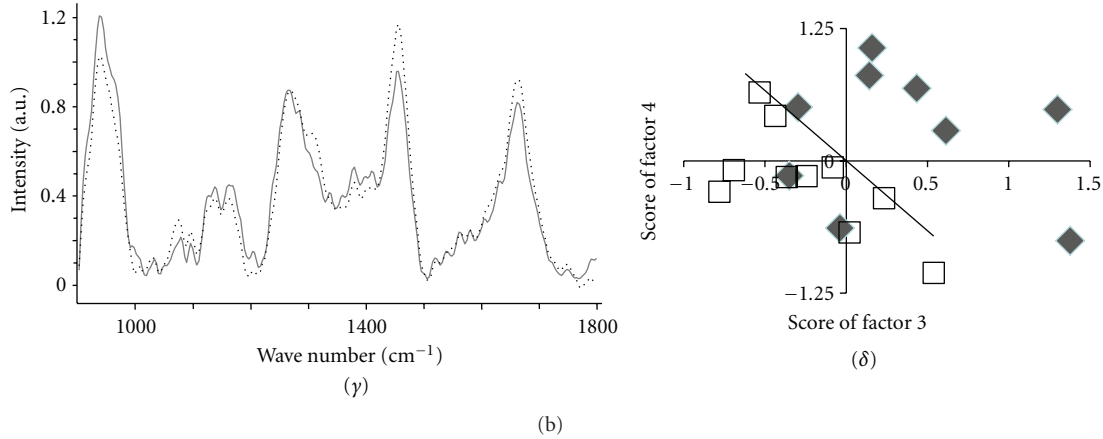 1.2
0.8
0.4
0
Intensity (a.u.)
1000
1400
1800
Wave number (cm⁻¹)
(γ)
1.25
0
−1.25
Score of factor 4
−1
−0.5
0
0.5
1
1.5
Score of factor 3
(δ)
(b)